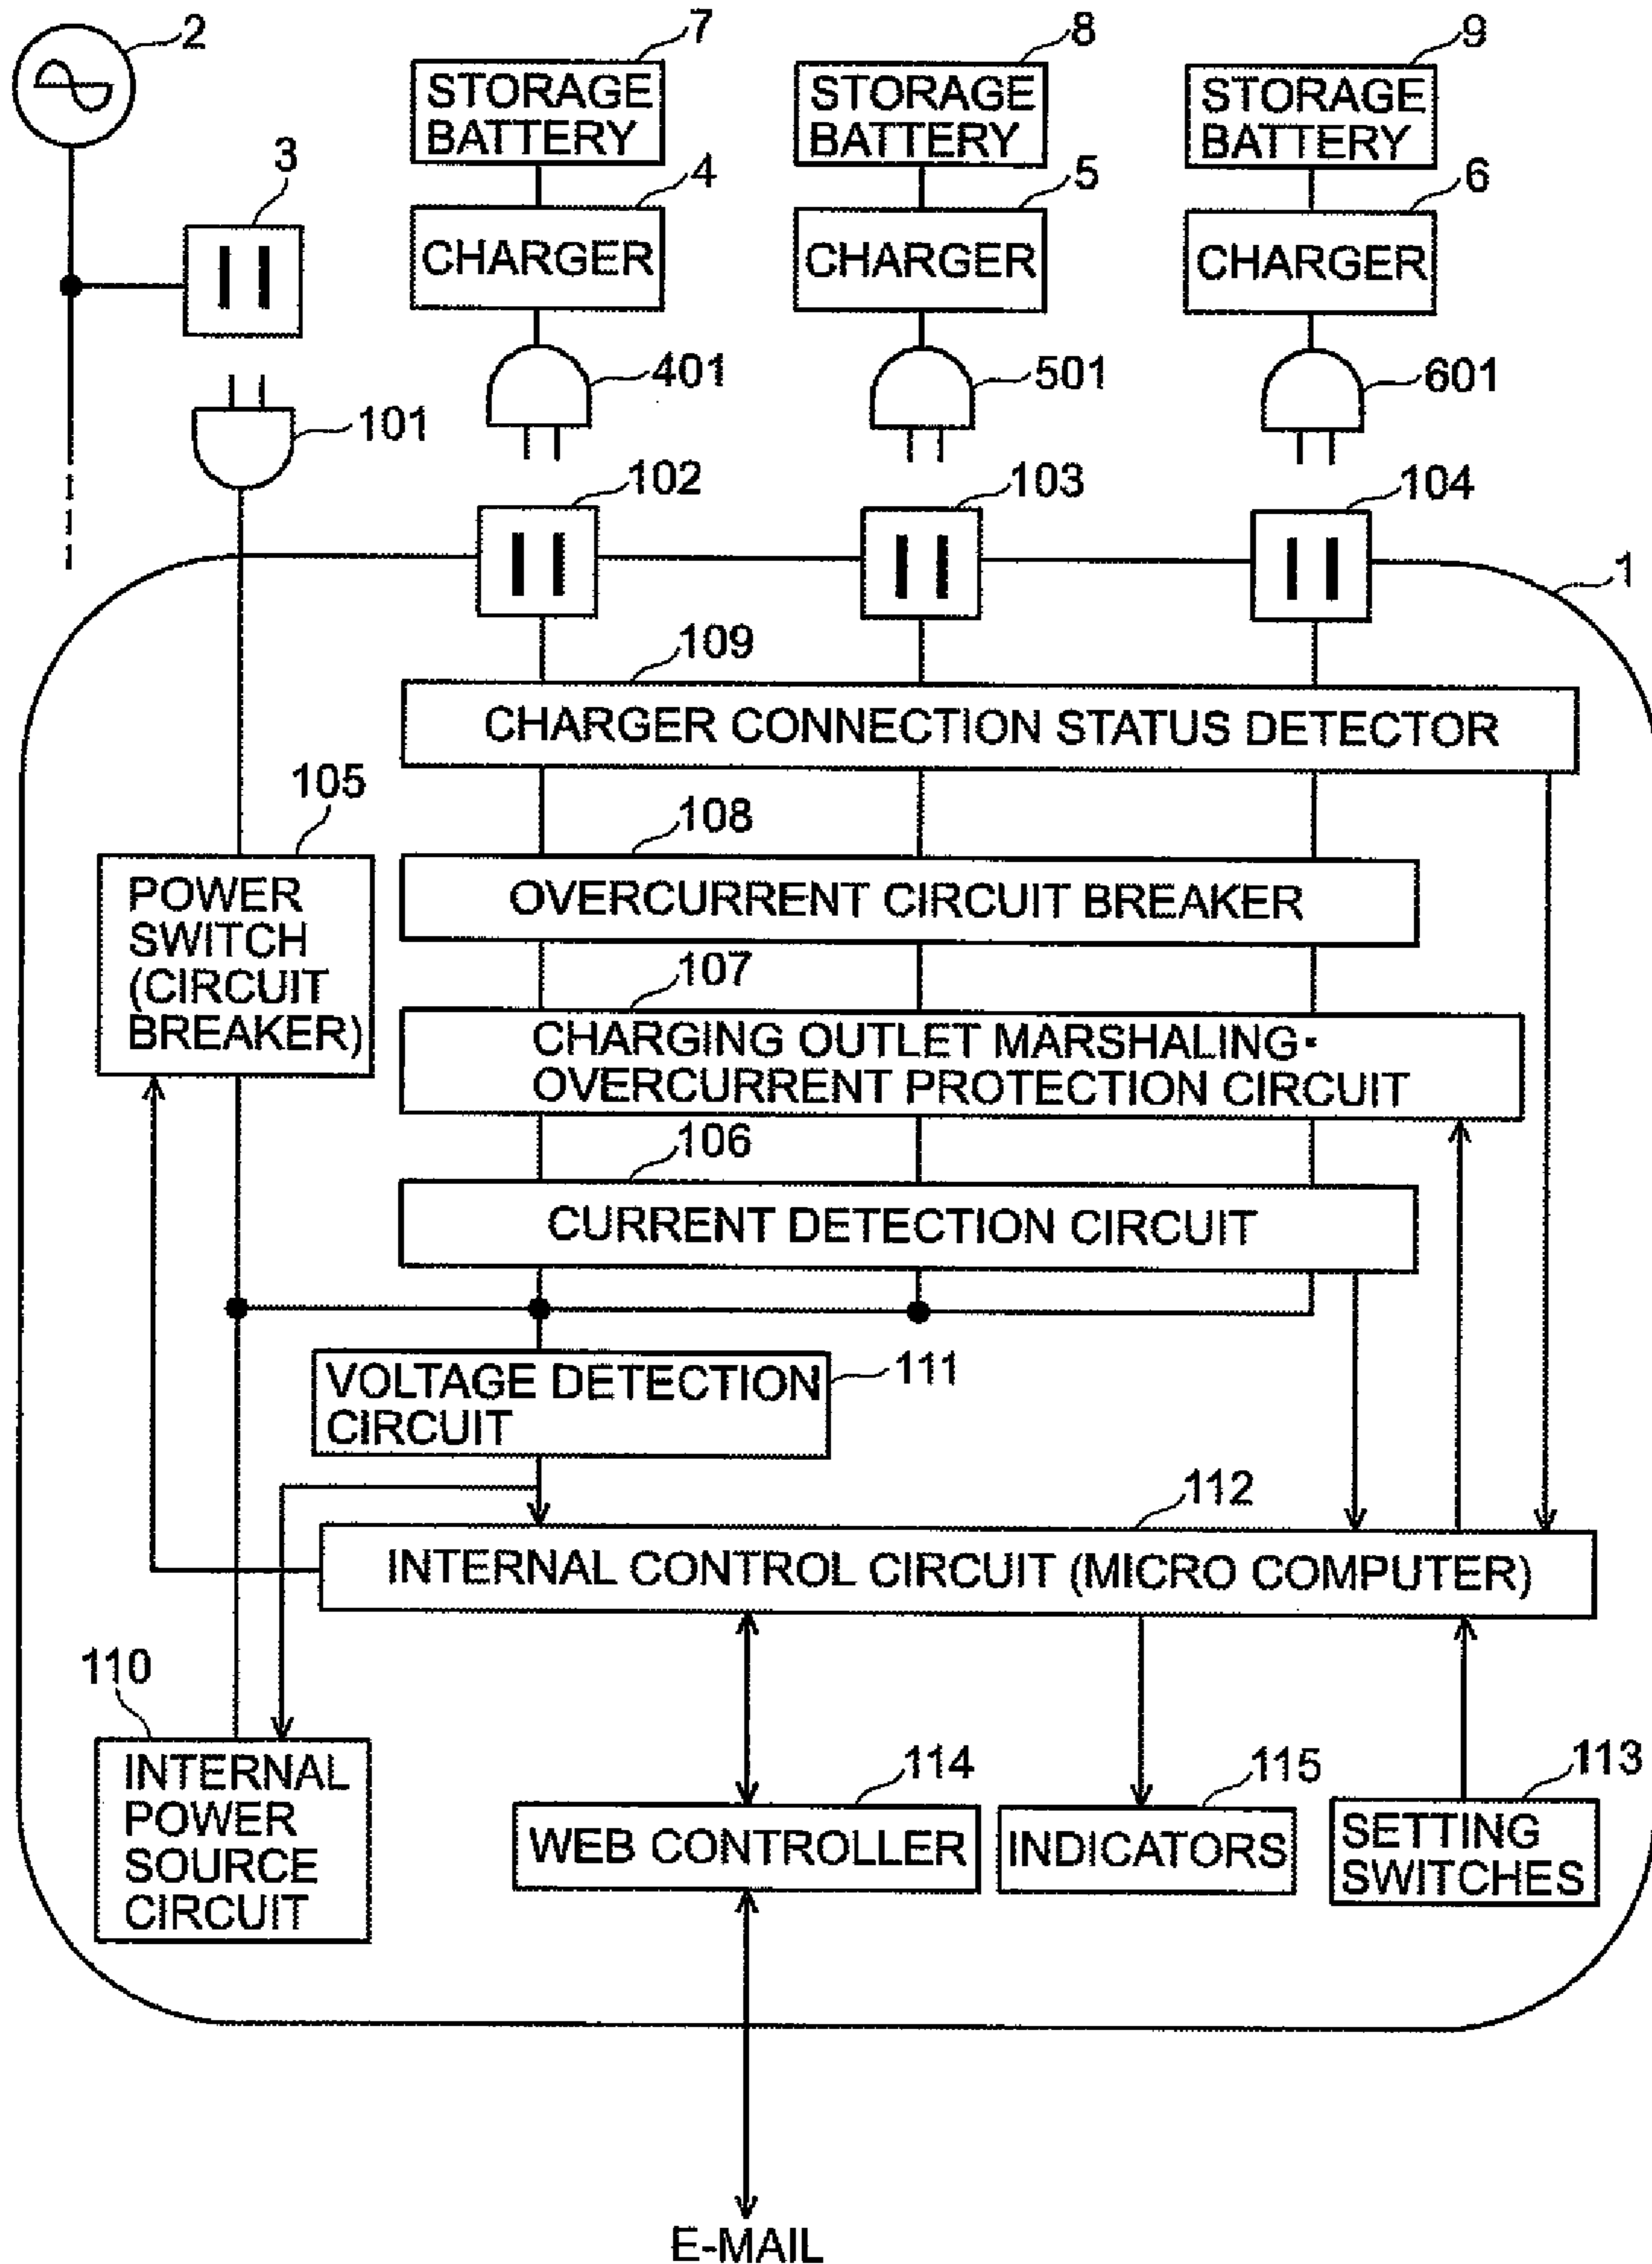 2
7
8
9
STORAGE
BATTERY
STORAGE
BATTERY
STORAGE
BATTERY
3
4
5
6
CHARGER
CHARGER
CHARGER
101
401
501
601
102
103
104
1
109
CHARGER CONNECTION STATUS DETECTOR
105
108
POWER
SWITCH
(CIRCUIT
BREAKER)
OVERCURRENT CIRCUIT BREAKER
107
CHARGING OUTLET MARSHALING·
OVERCURRENT PROTECTION CIRCUIT
106
CURRENT DETECTION CIRCUIT
VOLTAGE DETECTION
CIRCUIT
111
112
INTERNAL CONTROL CIRCUIT (MICRO COMPUTER)
110
INTERNAL
POWER
SOURCE
CIRCUIT
114
WEB CONTROLLER
115
INDICATORS
113
SETTING
SWITCHES
E-MAIL